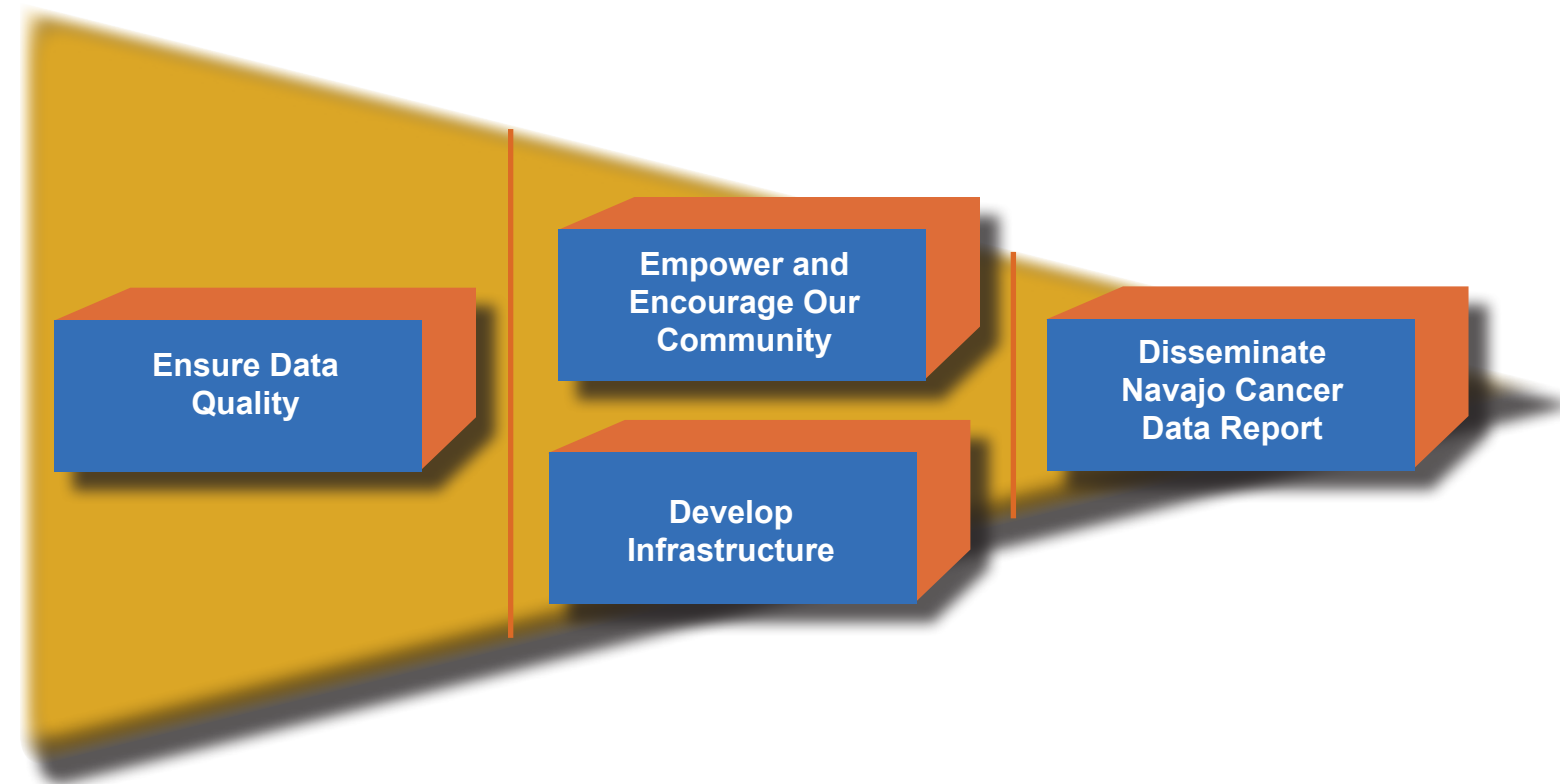 Ensure Data
Quality
Empower and
Encourage Our
Community
Develop
Infrastructure
Disseminate
Navajo Cancer
Data Report